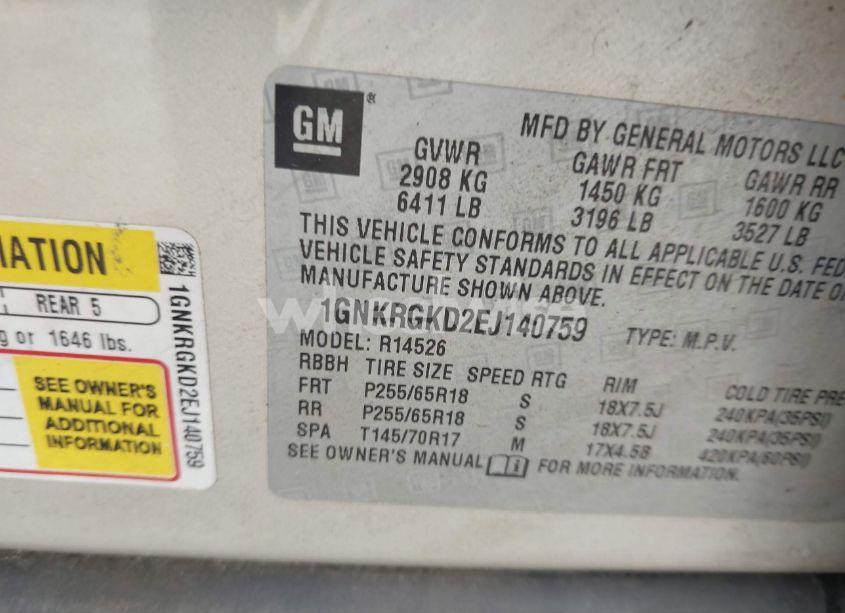 GM ®
MFD BY GENERAL MOTORS LLC
GVWR GAWR FRT GAWR RR
2908 KG 1450 KG 1600 KG
6411 LB 3196 LB 3527 LB
THIS VEHICLE CONFORMS TO ALL APPLICABLE U.S. FED
VEHICLE SAFETY STANDARDS IN EFFECT ON THE DATE O
MANUFACTURE SHOWN ABOVE.
1GNKRGKD2EJ140759 TYPE: M.P.V.
MODEL: R14526
RBBH TIRE SIZE SPEED RTG RIM COLD TIRE PRE
FRT P255/65R18 S 18X7.5J 240KPA(35PSI)
RR P255/65R18 S 18X7.5J 240KPA(35PSI)
SPA T145/70R17 M 17X4.5B 420KPA(60PSI)
SEE OWNER'S MANUAL FOR MORE INFORMATION.
MATION
REAR 5
g or 1646 lbs.
SEE OWNER'S
MANUAL FOR
ADDITIONAL
INFORMATION
1GNKRGKD2EJ140759